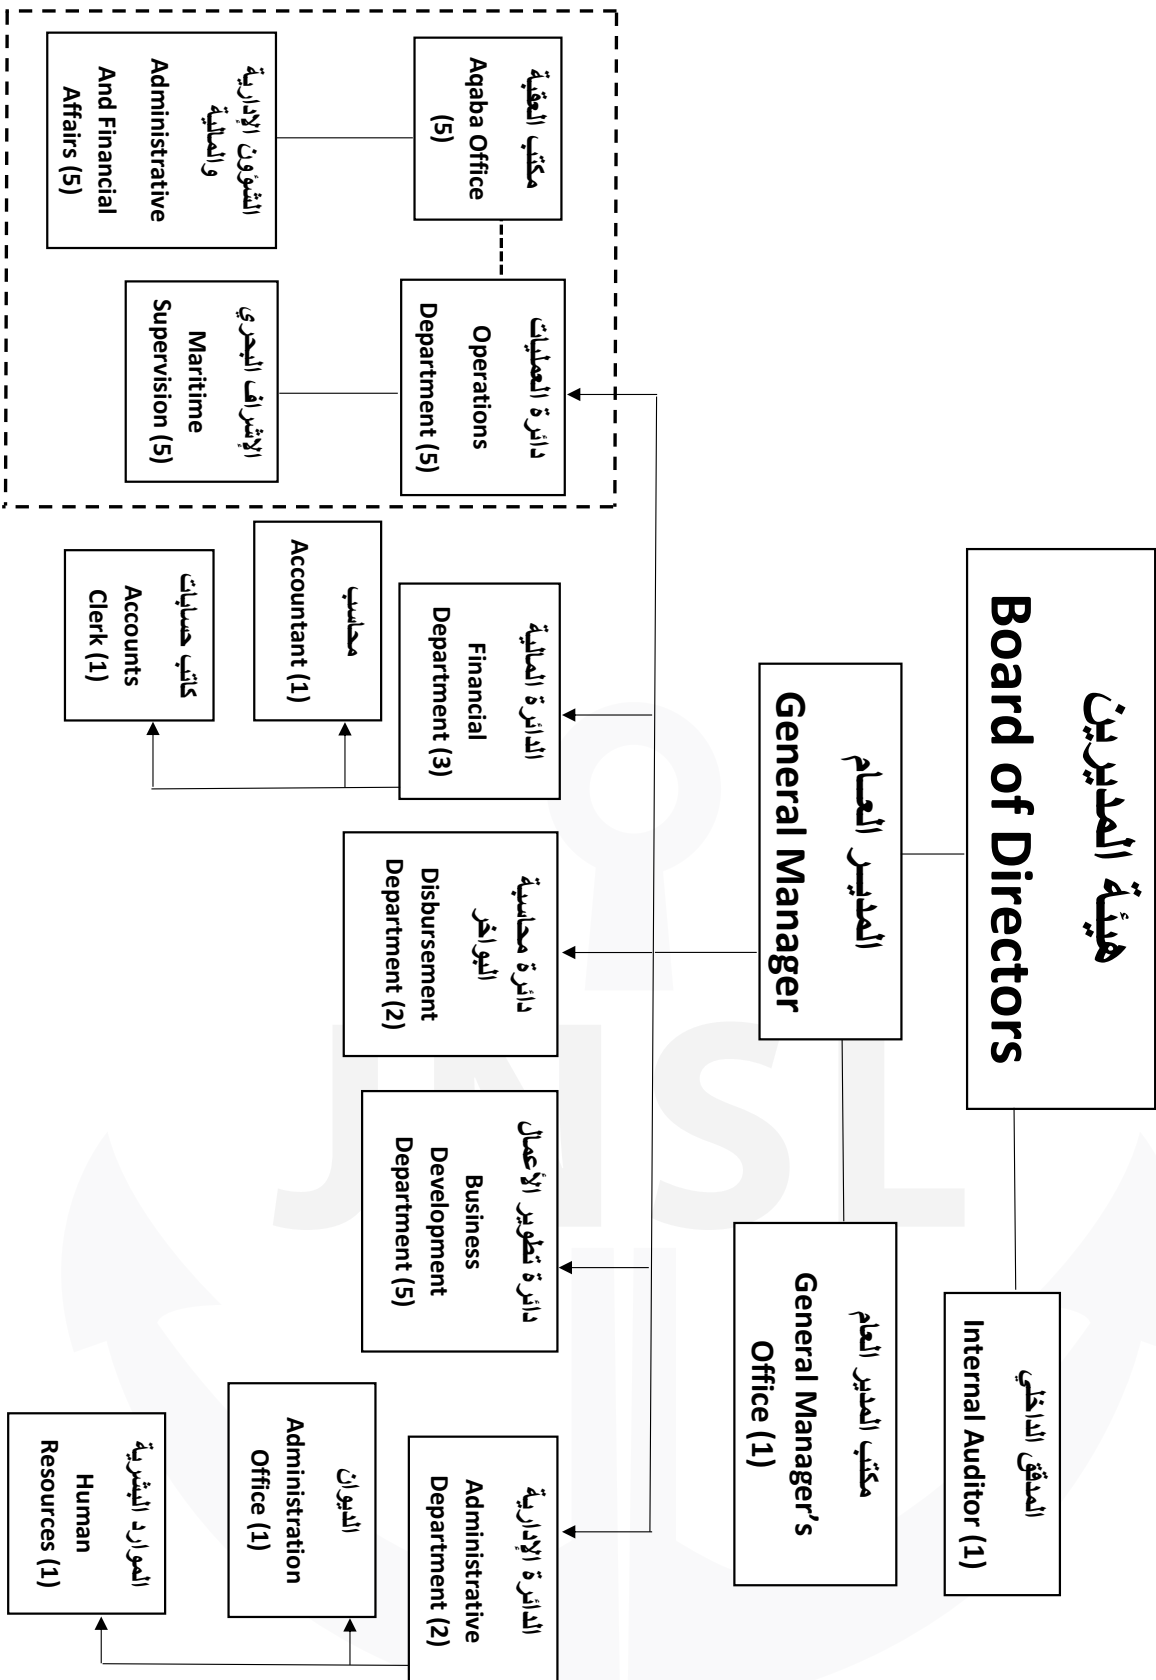 هيئة المديرين
Board of Directors
المدقق الداخلي
Internal Auditor (1)
المديـر العـام
General Manager
مكتب المدير العام
General Manager’s
Office (1)
مكتب العقبة
Aqaba Office
(5)
دائرة العمليات
Operations
Department (5)
الدائرة المالية
Financial
Department (3)
دائرة محاسبة
البواخر
Disbursement
Department (2)
دائرة تطوير الأعمال
Business
Development
Department (5)
الدائرة الإدارية
Administrative
Department (2)
الشؤون الإدارية
والمالية
Administrative
And Financial
Affairs (5)
الإشراف البحري
Maritime
Supervision (5)
محاسب
Accountant (1)
كاتب حسابات
Accounts
Clerk (1)
الديوان
Administration
Office (1)
الموارد البشرية
Human
Resources (1)
JNSL